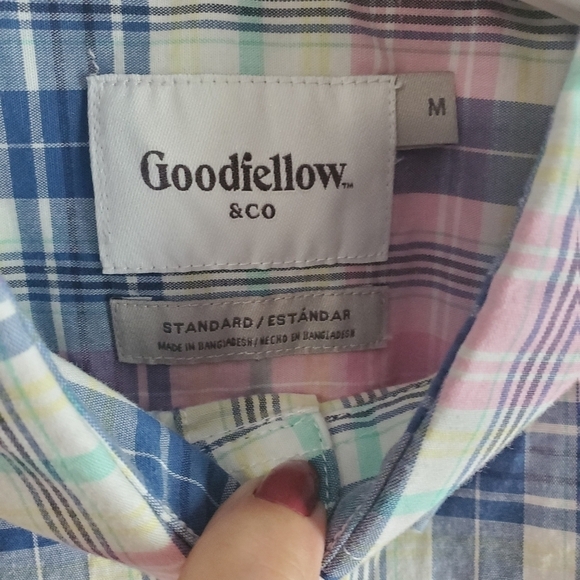 Goodfellow™
& CO
M
STANDARD / ESTÁNDAR
MADE IN BANGLADESH / HECHO EN BANGLADESH